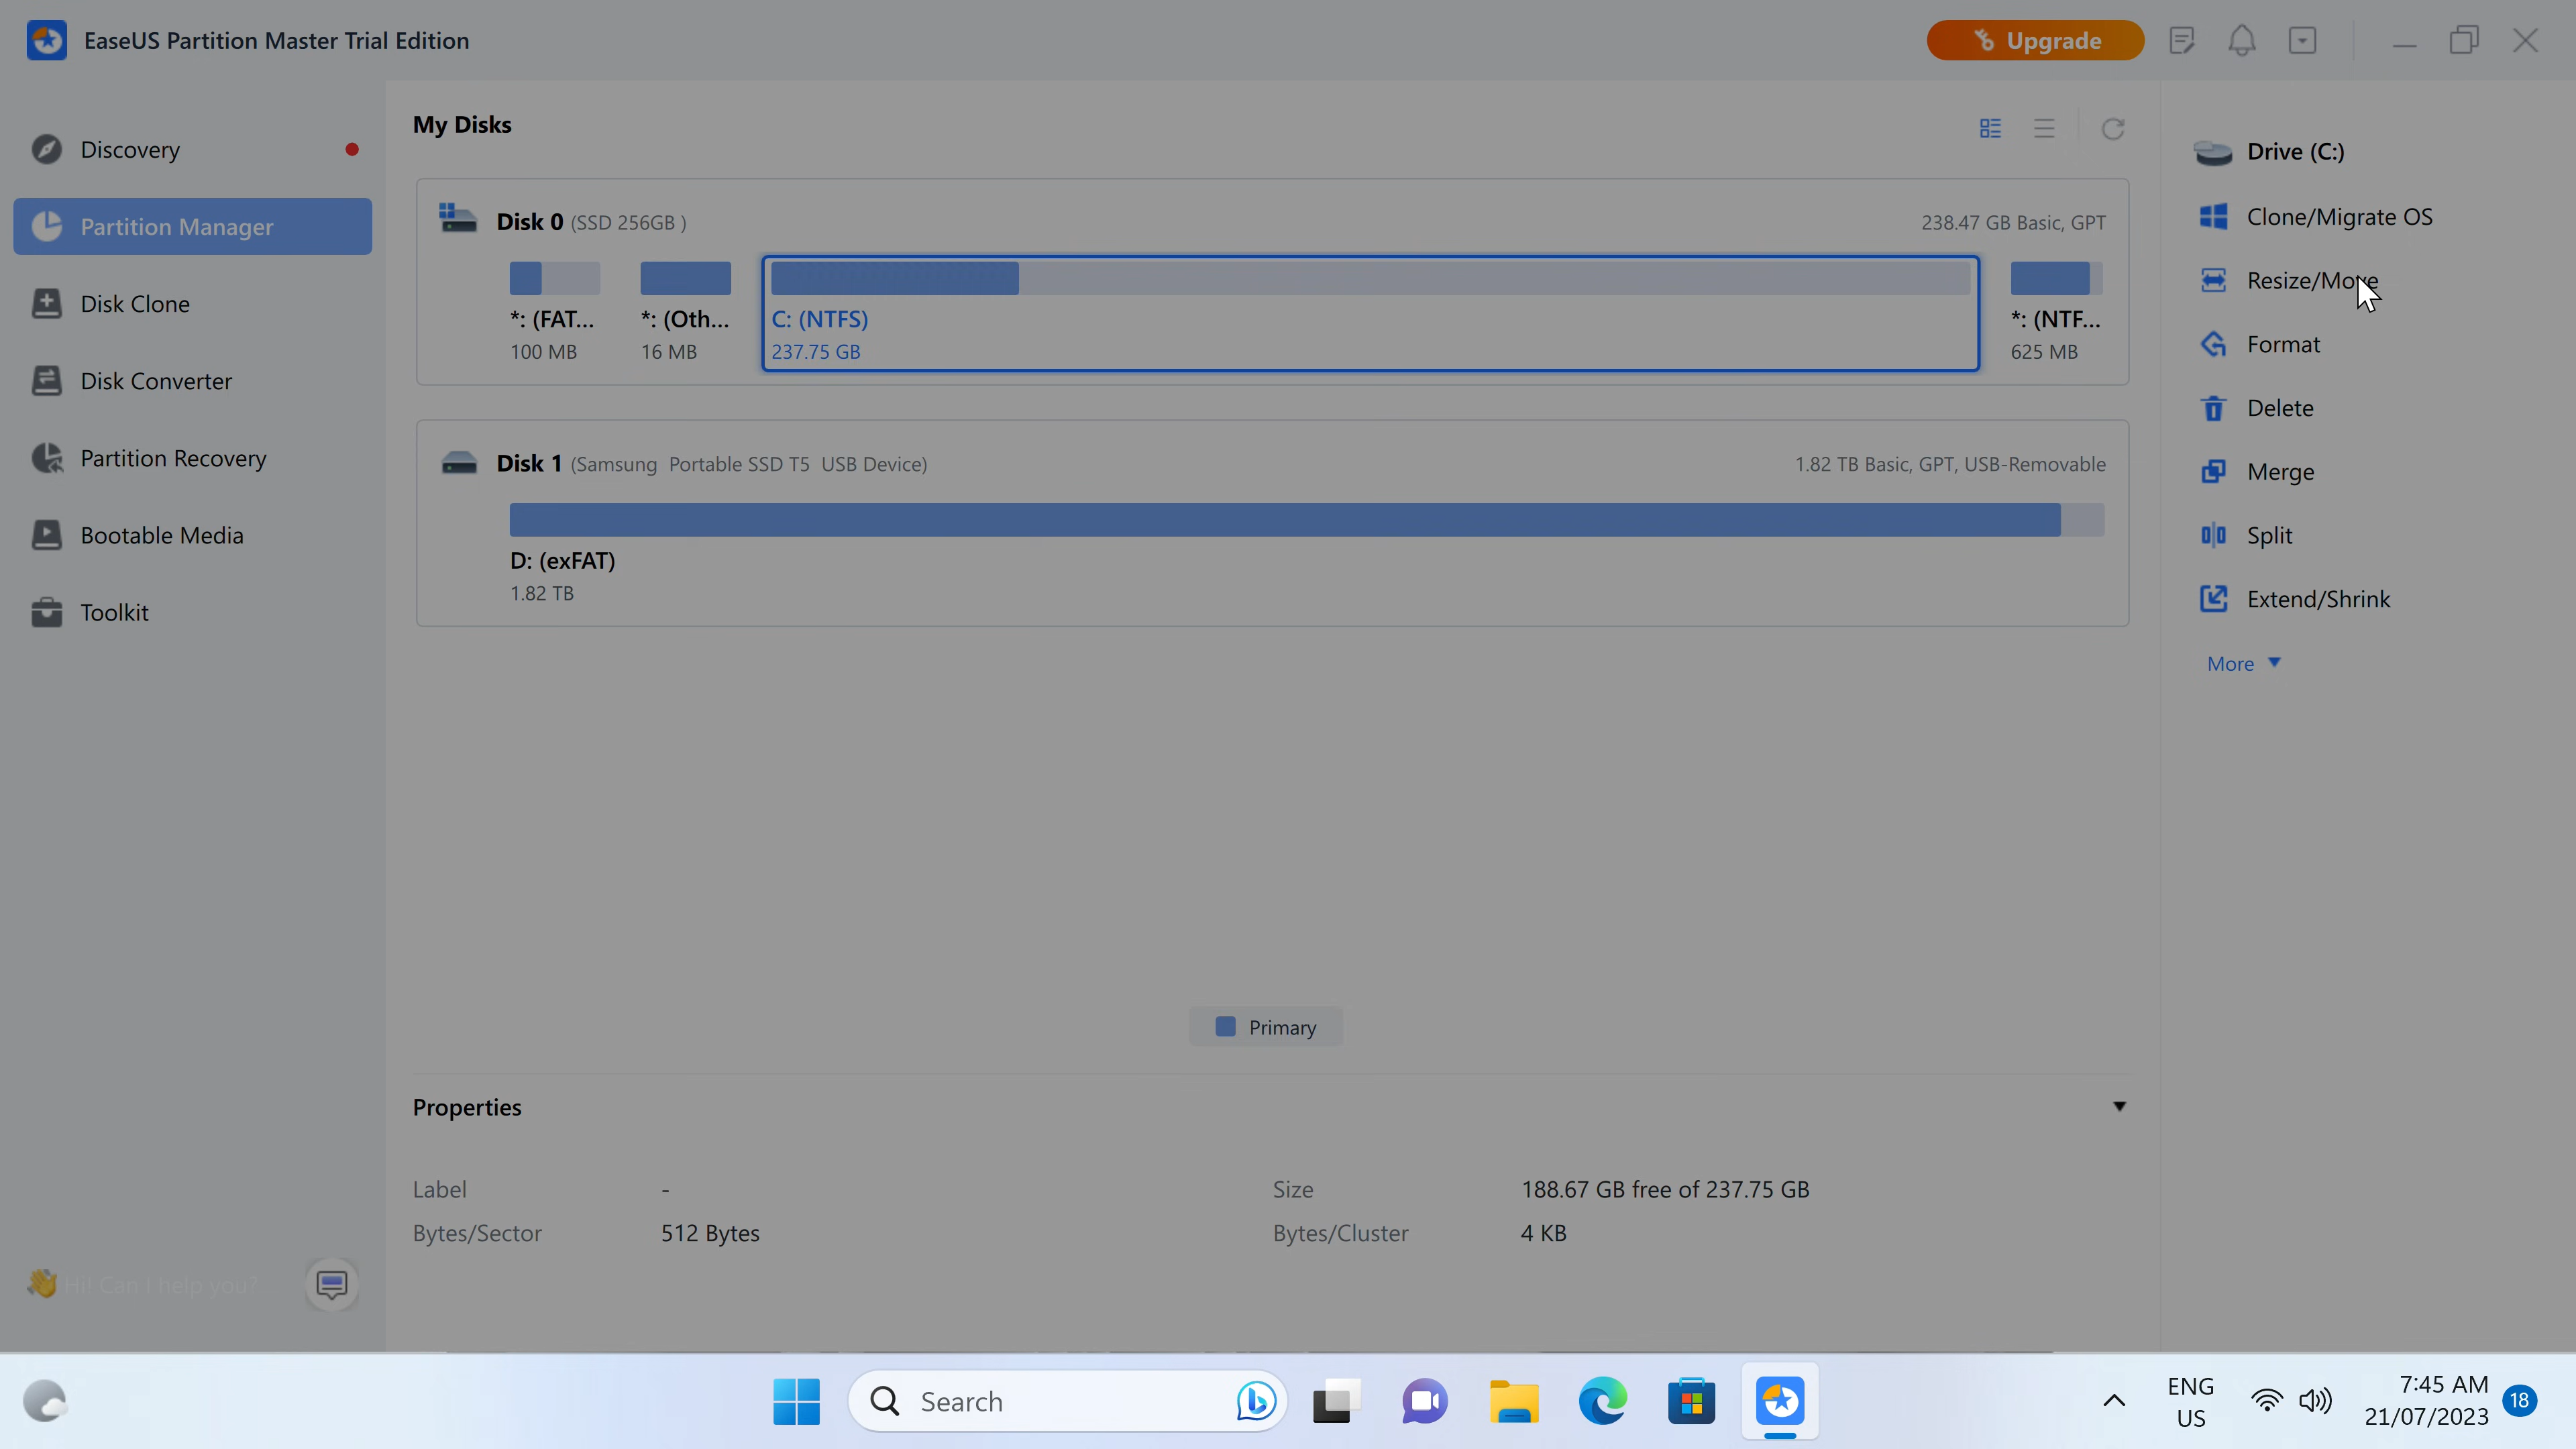 EaseUS Partition Master Trial Edition
Upgrade
Discovery
Partition Manager
Disk Clone
Disk Converter
Partition Recovery
Bootable Media
Toolkit
Hi! Can I help you?
My Disks
Disk 0 (SSD 256GB )
238.47 GB Basic, GPT
*: (FAT...
100 MB
*: (Oth...
16 MB
C: (NTFS)
237.75 GB
*: (NTF...
625 MB
Disk 1 (Samsung Portable SSD T5 USB Device)
1.82 TB Basic, GPT, USB-Removable
D: (exFAT)
1.82 TB
Primary
Properties
Label -
Size 188.67 GB free of 237.75 GB
Bytes/Sector 512 Bytes
Bytes/Cluster 4 KB
Drive (C:)
Clone/Migrate OS
Resize/Move
Format
Delete
Merge
Split
Extend/Shrink
More
Search
ENG
US
7:45 AM
21/07/2023
18